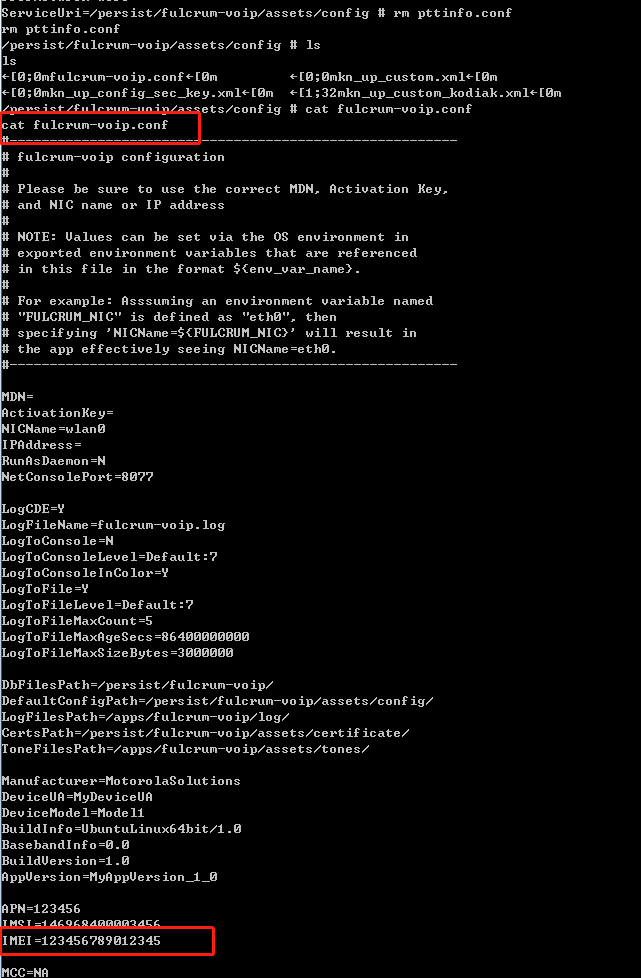 ServiceUri=/persist/fulcrum-voip/assets/config # rm pttinfo.conf
rm pttinfo.conf
/persist/fulcrum-voip/assets/config # ls
ls
←[0;0mfulcrum-voip.conf←[0m ←[0;0mkn_up_custom.xml←[0m
←[0;0mkn_up_config_sec_key.xml←[0m ←[1;32mkn_up_custom_kodiak.xml←[0m
/persist/fulcrum-voip/assets/config # cat fulcrum-voip.conf
cat fulcrum-voip.conf
#--------------------------------------------------------
# fulcrum-voip configuration
#
# Please be sure to use the correct MDN, Activation Key,
# and NIC name or IP address
#
# NOTE: Values can be set via the OS environment in
# exported environment variables that are referenced
# in this file in the format ${env_var_name}.
#
# For example: Asssuming an environment variable named
# "FULCRUM_NIC" is defined as "eth0", then
# specifying 'NICName=${FULCRUM_NIC}' will result in
# the app effectively seeing NICName=eth0.
#--------------------------------------------------------
MDN=
ActivationKey=
NICName=wlan0
IPAddress=
RunAsDaemon=N
NetConsolePort=8077
LogCDE=Y
LogFileName=fulcrum-voip.log
LogToConsole=N
LogToConsoleLevel=Default:7
LogToConsoleInColor=Y
LogToFile=Y
LogToFileLevel=Default:7
LogToFileMaxCount=5
LogToFileMaxAgeSecs=86400000000
LogToFileMaxSizeBytes=3000000
DbFilesPath=/persist/fulcrum-voip/
DefaultConfigPath=/persist/fulcrum-voip/assets/config/
LogFilesPath=/apps/fulcrum-voip/log/
CertsPath=/persist/fulcrum-voip/assets/certificate/
ToneFilesPath=/apps/fulcrum-voip/assets/tones/
Manufacturer=MotorolaSolutions
DeviceUA=MyDeviceUA
DeviceModel=Model1
BuildInfo=UbuntuLinux64bit/1.0
BasebandInfo=0.0
BuildVersion=1.0
AppVersion=MyAppVersion_1_0
APN=123456
IMSI=146968400003456
IMEI=123456789012345
MCC=NA